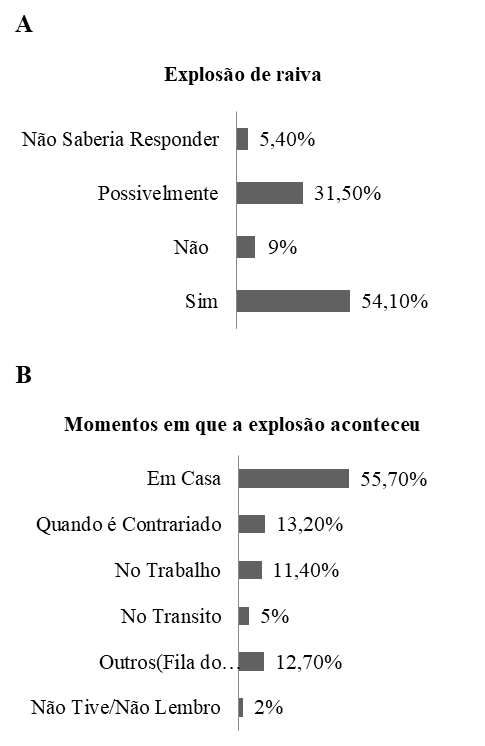 A
Explosão de raiva
Não Saberia Responder 5,40%
Possivelmente 31,50%
Não 9%
Sim 54,10%
B
Momentos em que a explosão aconteceu
Em Casa 55,70%
Quando é Contrariado 13,20%
No Trabalho 11,40%
No Transito 5%
Outros(Fila do… 12,70%
Não Tive/Não Lembro 2%